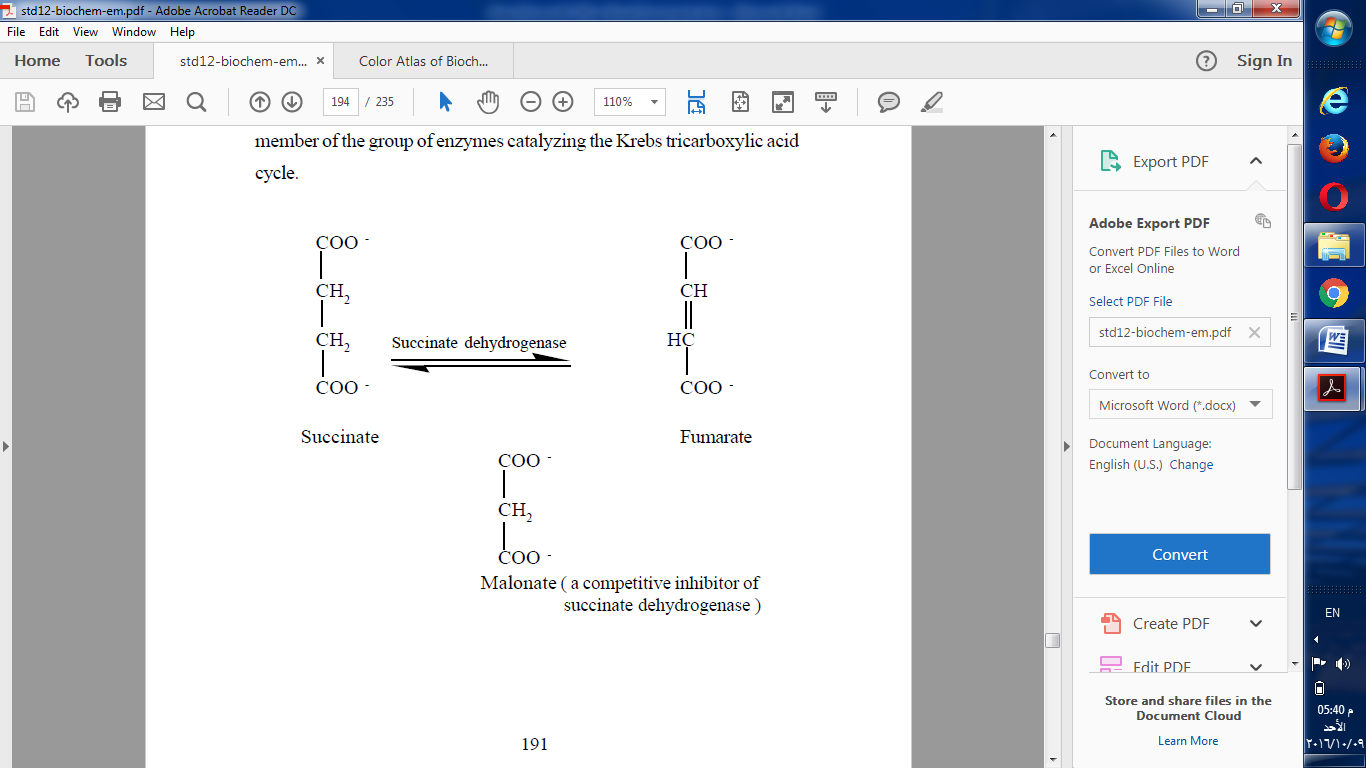 std12-biochem-em.pdf - Adobe Acrobat Reader DC
File Edit View Window Help
Home Tools std12-biochem-em... × Color Atlas of Bioch... ? Sign In
194 / 235 110%
member of the group of enzymes catalyzing the Krebs tricarboxylic acid
cycle.
COO - COO -
CH2 CH
CH2 HC
Succinate dehydrogenase
COO - COO -
Succinate Fumarate
COO -
CH2
COO -
Malonate ( a competitive inhibitor of
succinate dehydrogenase )
191
Export PDF
Adobe Export PDF
Convert PDF Files to Word
or Excel Online
Select PDF File
std12-biochem-em.pdf
Convert to
Microsoft Word (*.docx)
Document Language:
English (U.S.) Change
Convert
Create PDF
Edit PDF
Store and share files in the
Document Cloud
Learn More
EN
05:40 م
الأحد
٢٠١٦/١٠/٠٩